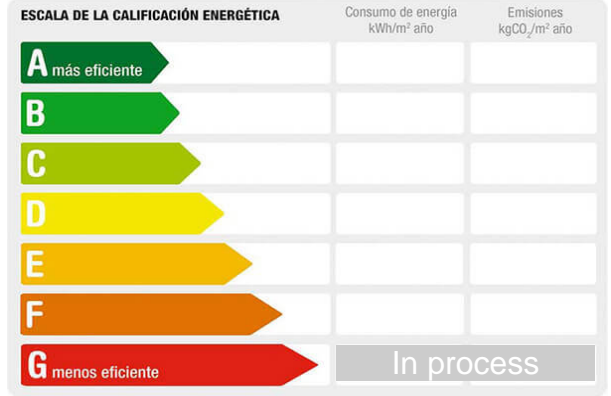 ESCALA DE LA CALIFICACIÓN ENERGÉTICA
Consumo de energía
kWh/m² año
Emisiones
kgCO₂/m² año
A más eficiente
B
C
D
E
F
G menos eficiente
In process